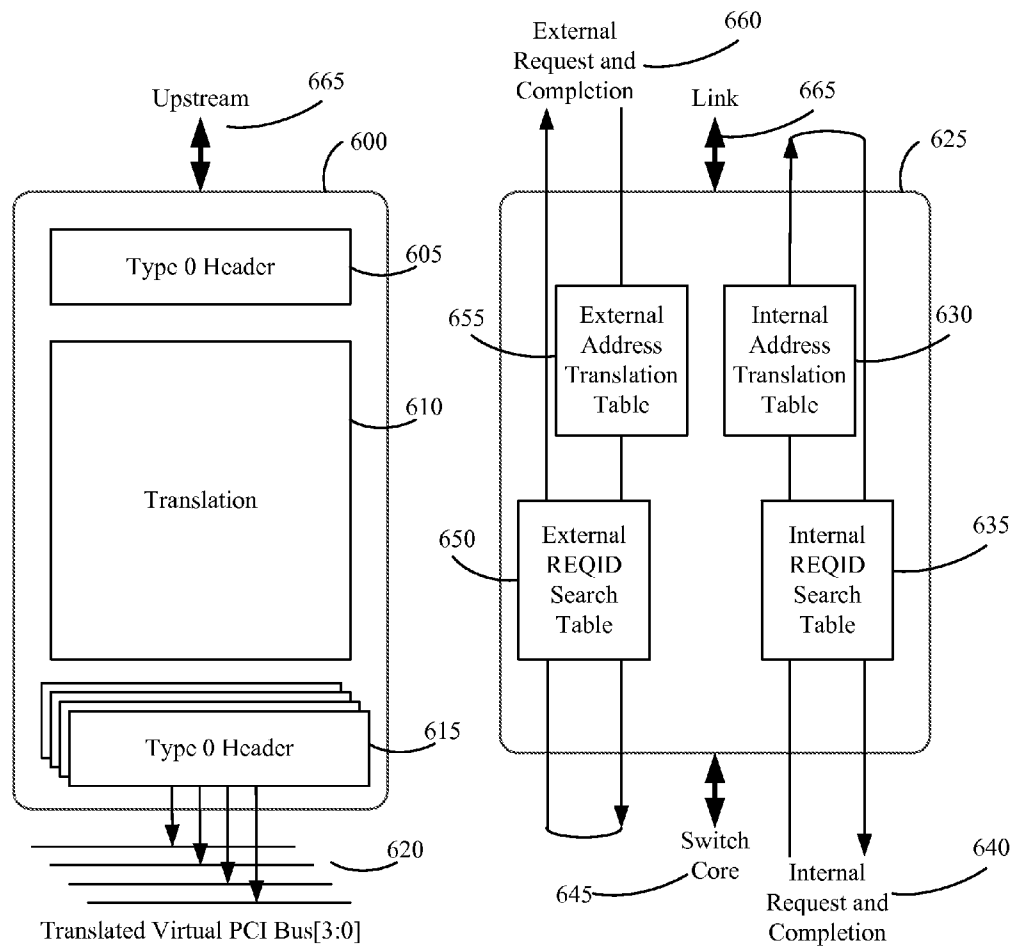 Upstream
665
600
Type 0 Header
605
Translation
610
Type 0 Header
615
620
Translated Virtual PCI Bus[3:0]
External
Request and
Completion
660
Link
665
625
655
External
Address
Translation
Table
Internal
Address
Translation
Table
630
650
External
REQID
Search
Table
Internal
REQID
Search
Table
635
Switch
Core
645
Internal
Request and
Completion
640